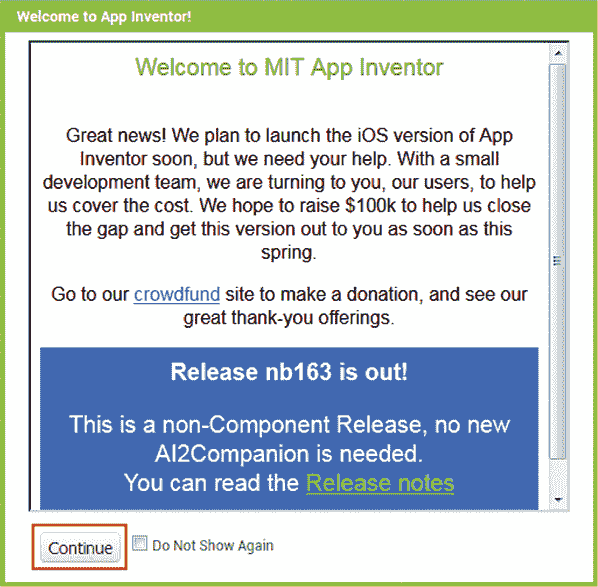 Welcome to App Inventor!
Welcome to MIT App Inventor
Great news! We plan to launch the iOS version of App
Inventor soon, but we need your help. With a small
development team, we are turning to you, our users, to help
us cover the cost. We hope to raise $100k to help us close
the gap and get this version out to you as soon as this
spring.
Go to our crowdfund site to make a donation, and see our
great thank-you offerings.
Release nb163 is out!
This is a non-Component Release, no new
AI2Companion is needed.
You can read the Release notes
Continue Do Not Show Again